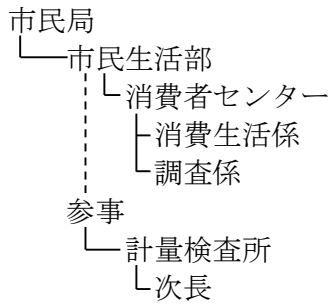 市民局
市民生活部
消費者センター
消費生活係
調査係
参事
計量検査所
次長